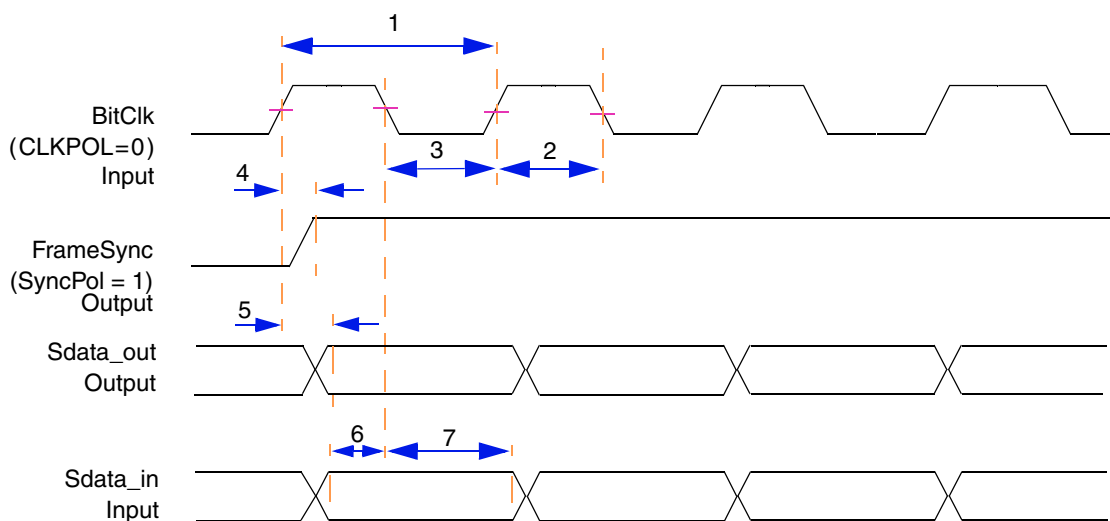 1
BitClk
(CLKPOL=0)
Input
3
2
4
FrameSync
(SyncPol = 1)
Output
5
Sdata_out
Output
6
7
Sdata_in
Input